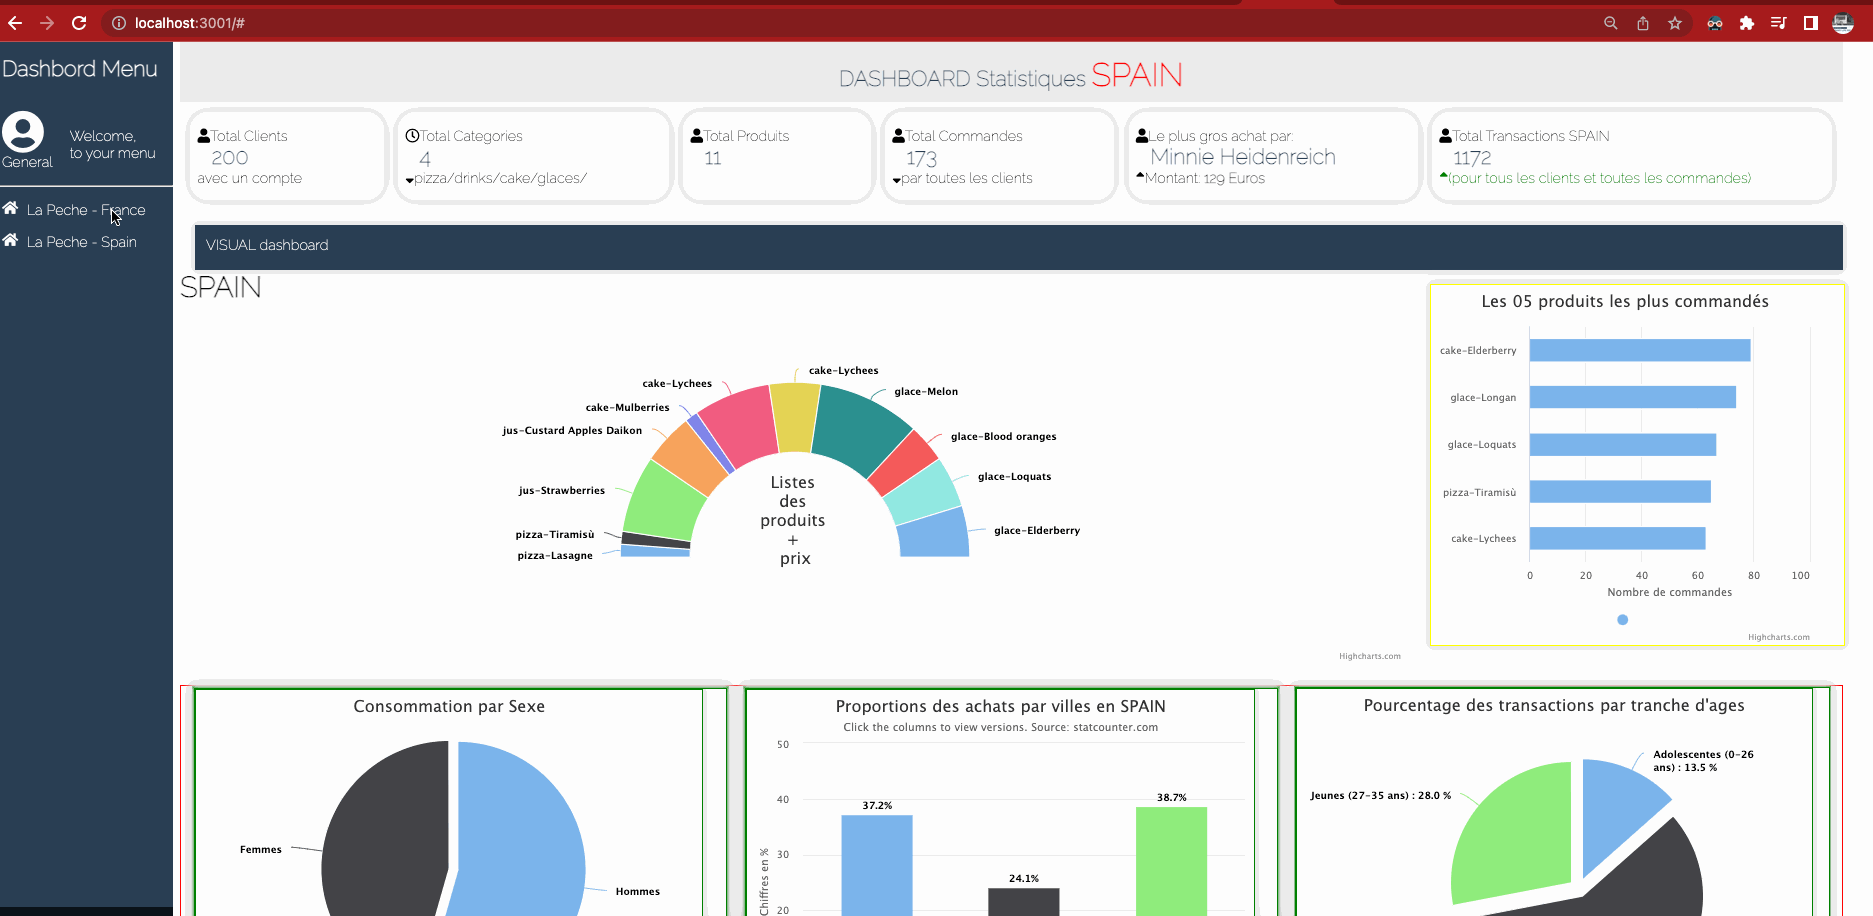 localhost:3001/#
Dashbord Menu
General
Welcome,
to your menu
La Peche - France
La Peche - Spain
DASHBOARD Statistiques SPAIN
Total Clients
200
avec un compte
Total Categories
4
pizza/drinks/cake/glaces/
Total Produits
11
Total Commandes
173
par toutes les clients
Le plus gros achat par:
Minnie Heidenreich
Montant: 129 Euros
Total Transactions SPAIN
1172
(pour tous les clients et toutes les commandes)
VISUAL dashboard
SPAIN
cake-Lychees
cake-Lychees
glace-Melon
cake-Mulberries
jus-Custard Apples Daikon
glace-Blood oranges
glace-Loquats
jus-Strawberries
glace-Elderberry
pizza-Tiramisù
pizza-Lasagne
Listes
des
produits
+
prix
Highcharts.com
Les 05 produits les plus commandés
cake-Elderberry
glace-Longan
glace-Loquats
pizza-Tiramisù
cake-Lychees
0 20 40 60 80 100
Nombre de commandes
Highcharts.com
Consommation par Sexe
Femmes
Hommes
Proportions des achats par villes en SPAIN
Click the columns to view versions. Source: statcounter.com
Chiffres en %
50
40
30
20
37.2%
24.1%
38.7%
Pourcentage des transactions par tranche d'ages
Adolescentes (0-26
ans) : 13.5 %
Jeunes (27-35 ans) : 28.0 %